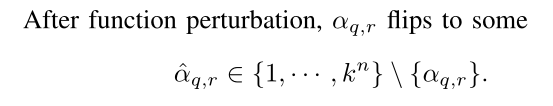 After function perturbation, α_{q,r} flips to some
α̂_{q,r} ∈ {1, ⋯ , k^n} \ {α_{q,r}}.